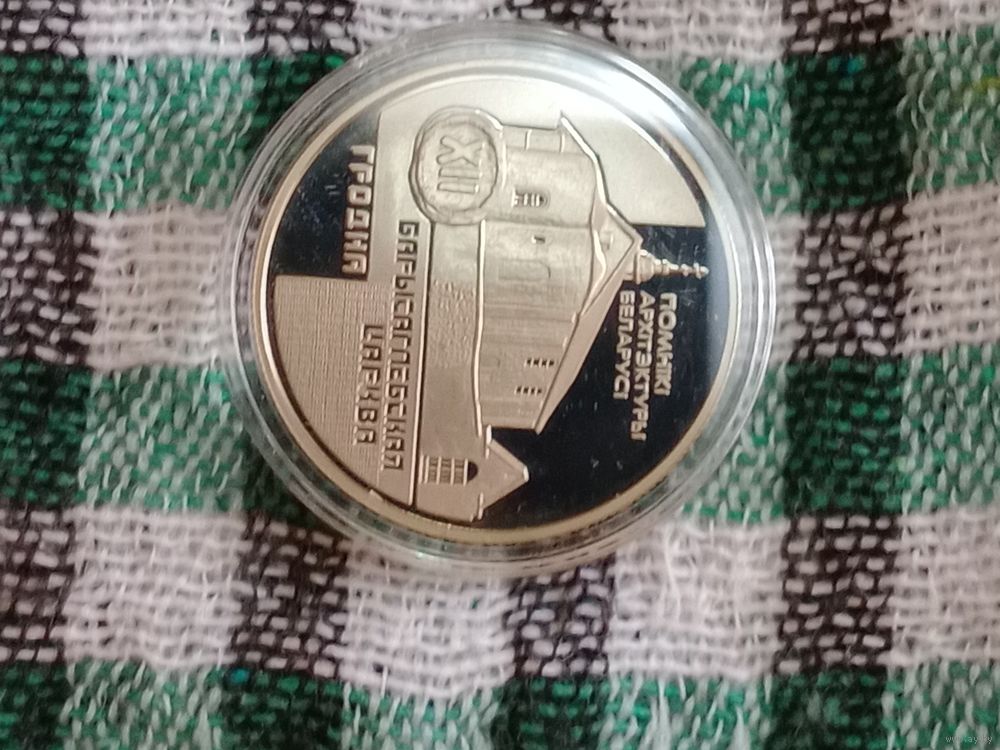 ПОМНІКІ
АРХІТЭКТУРЫ
БЕЛАРУСІ
XII
ГРОДНА
БАРЫСАГЛЕБСКАЯ
ЦАРКВА